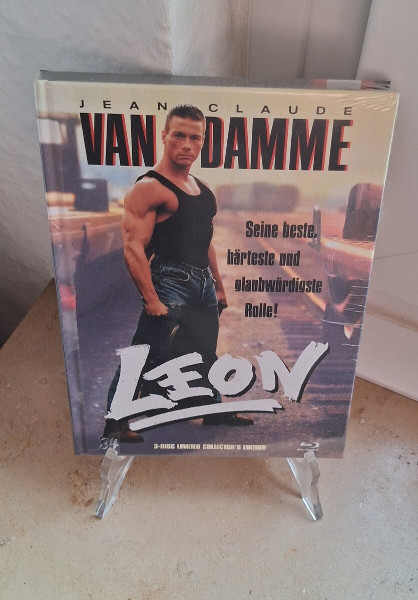 JEAN CLAUDE
VAN DAMME
Seine beste,
härteste und
glaubwürdigste
Rolle!
LEON
3-DISC LIMITED COLLECTOR'S EDITION